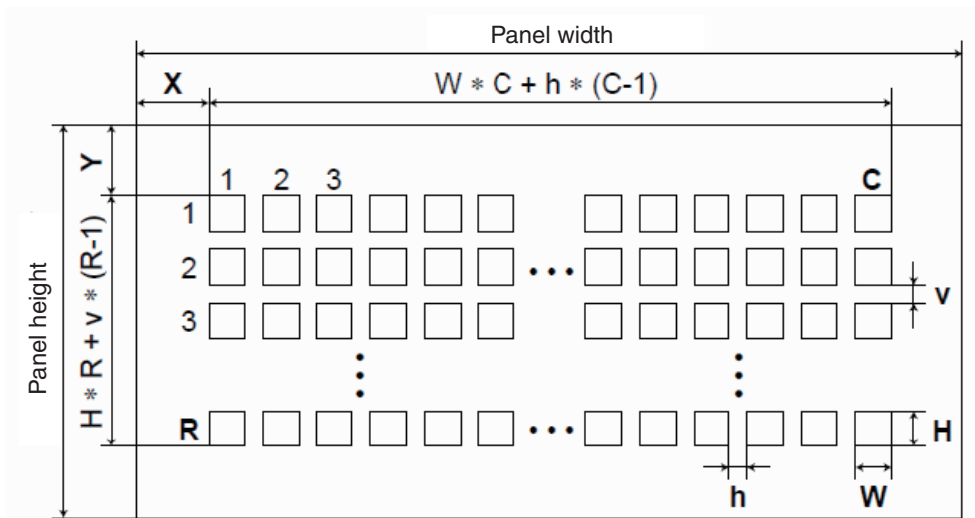 Panel width
X
W * C + h * (C-1)
Y
1 2 3 C
1
2 •••
v
3
Panel height
H * R + v * (R-1)
R •••
H
h
W